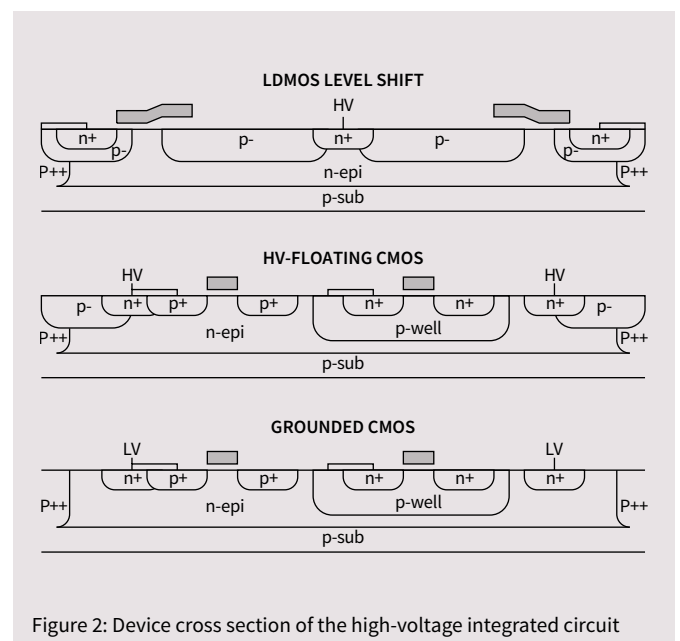 LDMOS LEVEL SHIFT
HV
n+ p- p- n+ p- p- n+
P++ n-epi P++
p-sub
HV-FLOATING CMOS
HV HV
p- n+ p+ p+ n+ n+ n+ p-
P++ n-epi p-well P++
p-sub
GROUNDED CMOS
LV LV
n+ p+ p+ n+ n+ n+
P++ n-epi p-well P++
p-sub
Figure 2: Device cross section of the high-voltage integrated circuit